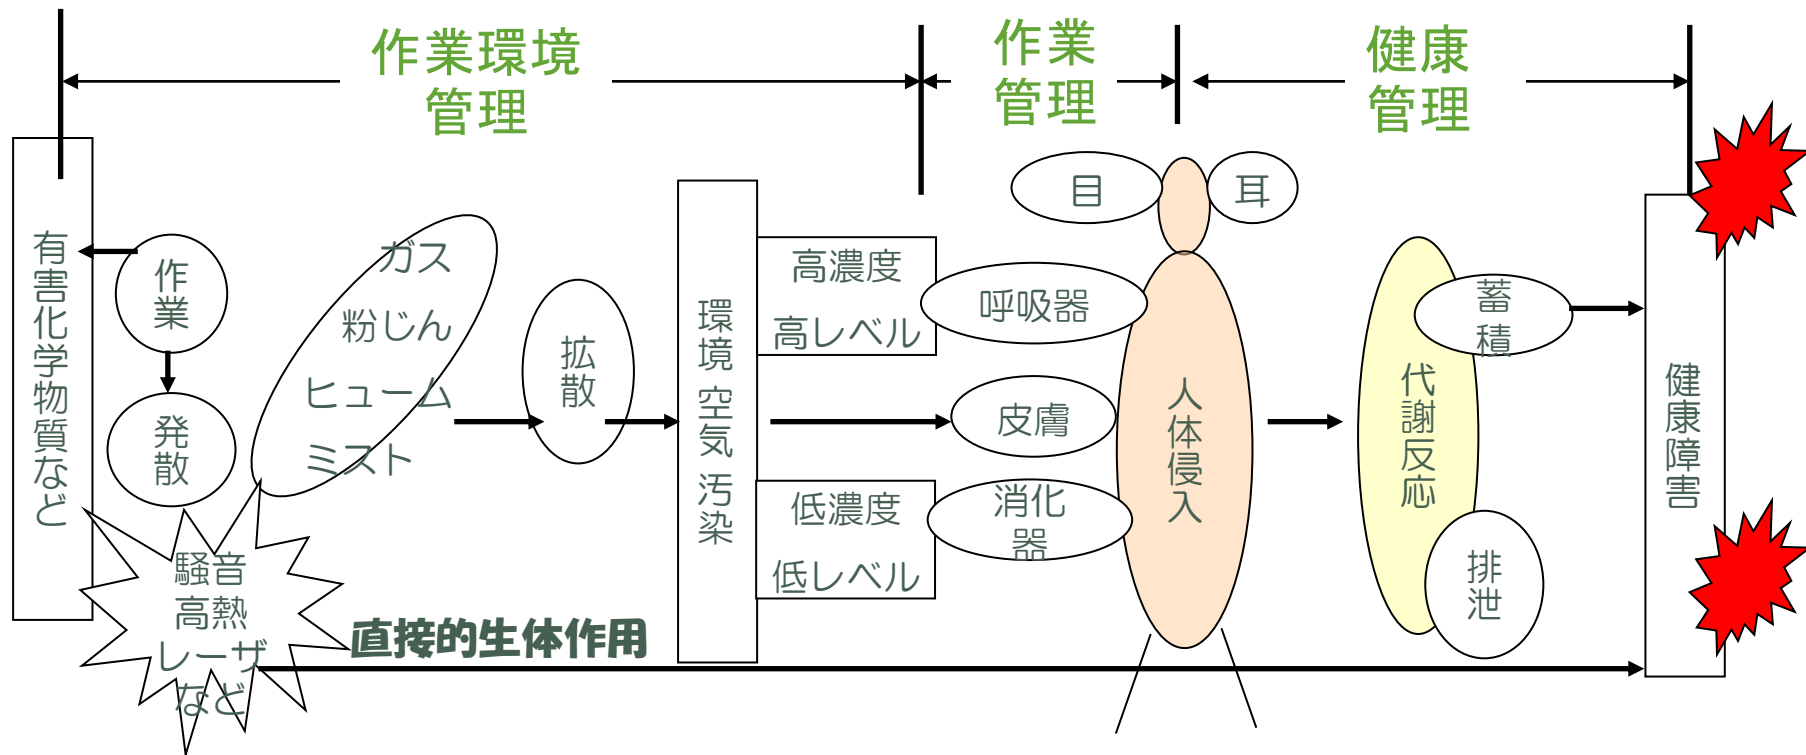 作業環境
管理
作業
管理
健康
管理
有害化学物質など
作業
発散
ガス
粉じん
ヒューム
ミスト
拡散
環境 空気 汚染
高濃度
高レベル
低濃度
低レベル
目
耳
呼吸器
皮膚
消化
器
人体侵入
代謝反応
蓄
積
排泄
健康障害
騒音
高熱
レーザ
など
直接的生体作用